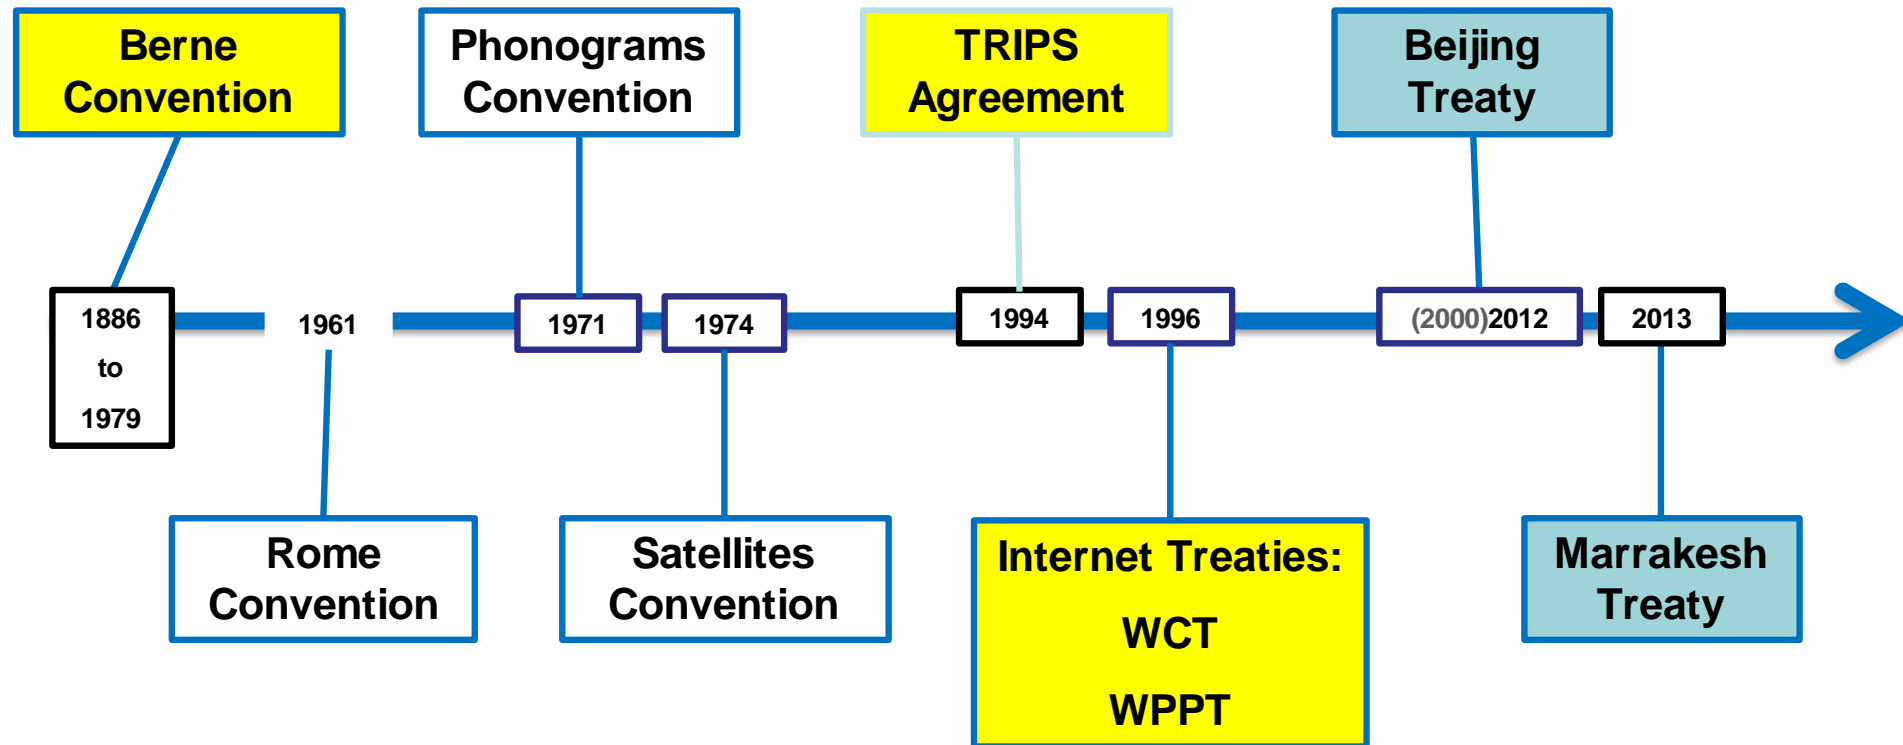 Berne
Convention
Phonograms
Convention
TRIPS
Agreement
Beijing
Treaty
1886
to
1979
1961
1971
1974
1994
1996
(2000)2012
2013
Rome
Convention
Satellites
Convention
Internet Treaties:
WCT
WPPT
Marrakesh
Treaty